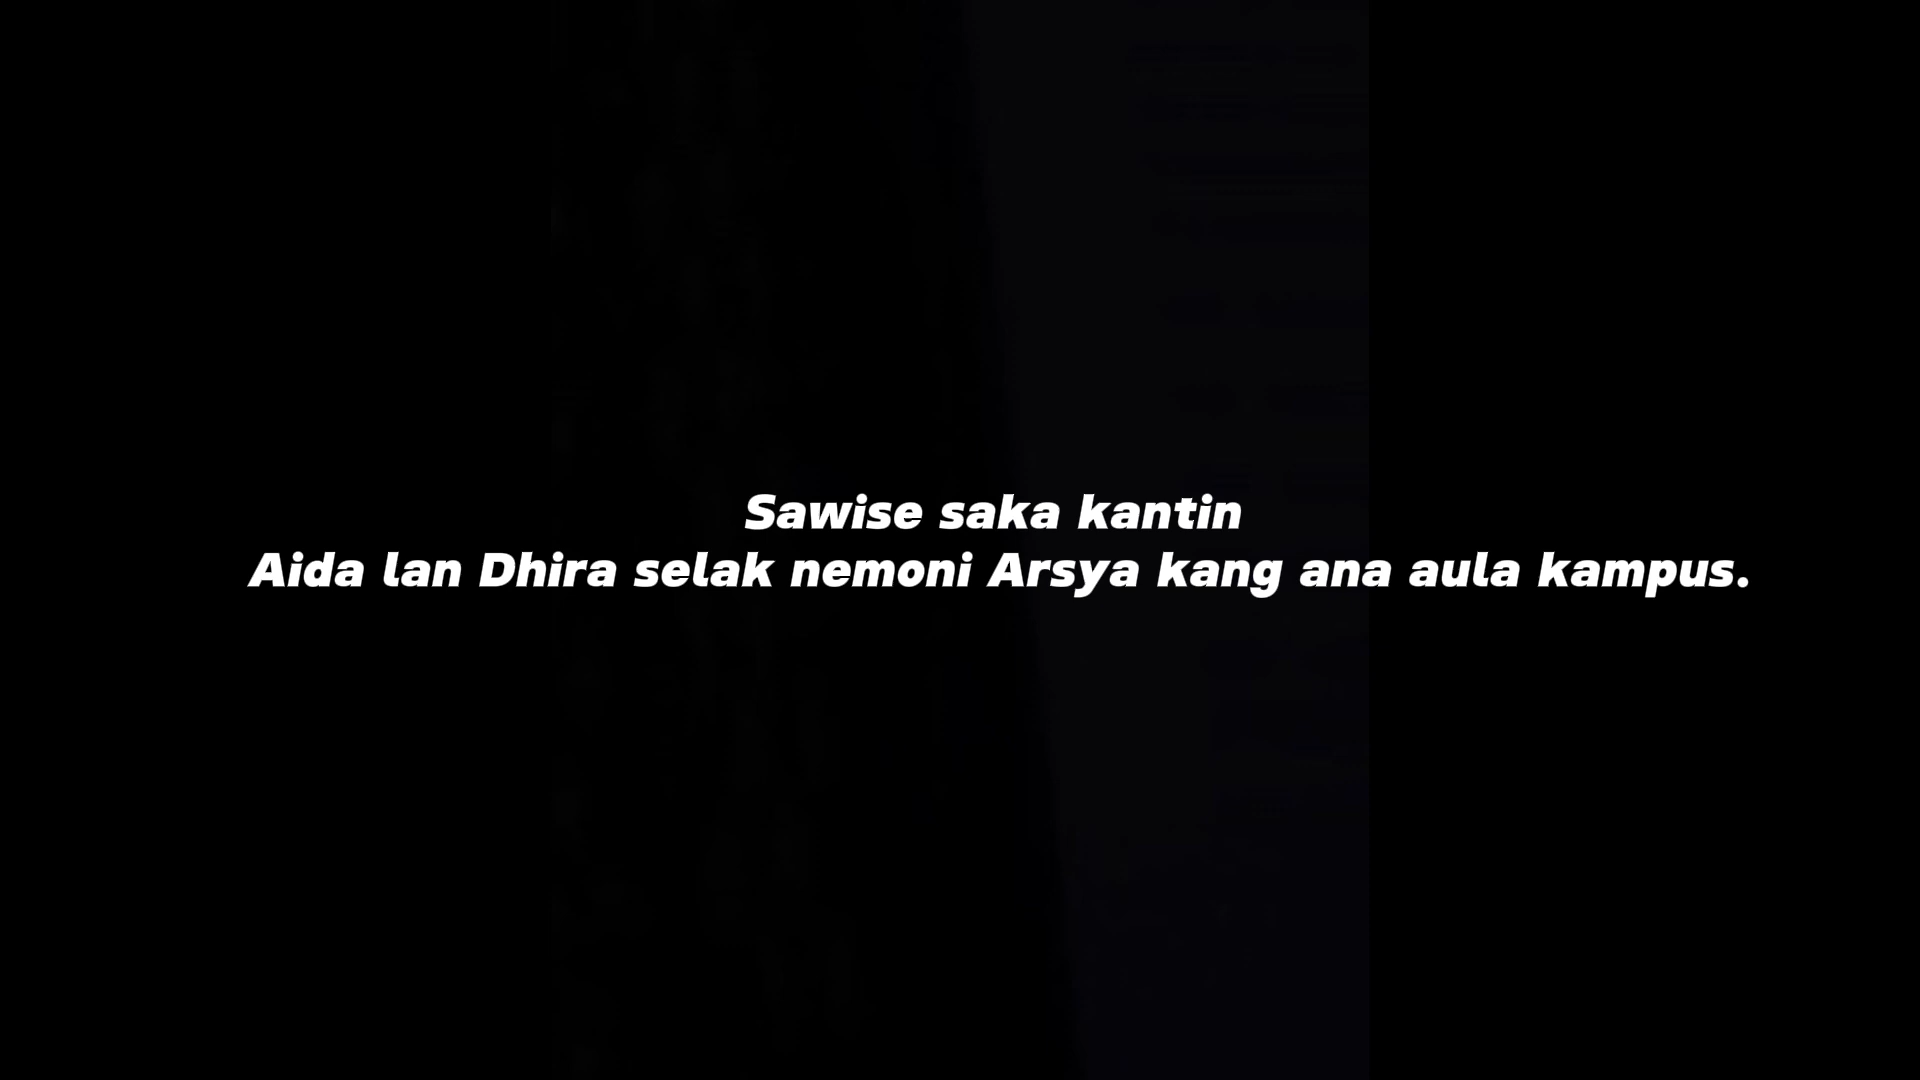 Sawise saka kantin
Aida lan Dhira selak nemoni Arsya kang ana aula kampus.